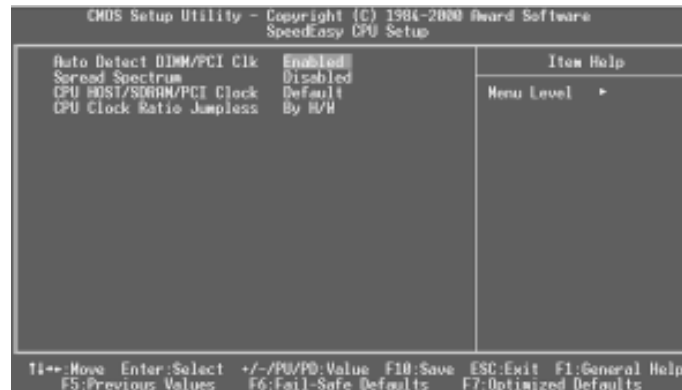 CMOS Setup Utility - Copyright (C) 1984-2000 Award Software
SpeedEasy CPU Setup
Auto Detect DIMM/PCI Clk Enabled
Spread Spectrum Disabled
CPU HOST/SDRAM/PCI Clock Default
CPU Clock Ratio Jumpless By H/W
Item Help
Menu Level ►
↑↓→←:Move Enter:Select +/-/PU/PD:Value F10:Save ESC:Exit F1:General Help
F5:Previous Values F6:Fail-Safe Defaults F7:Optimized Defaults